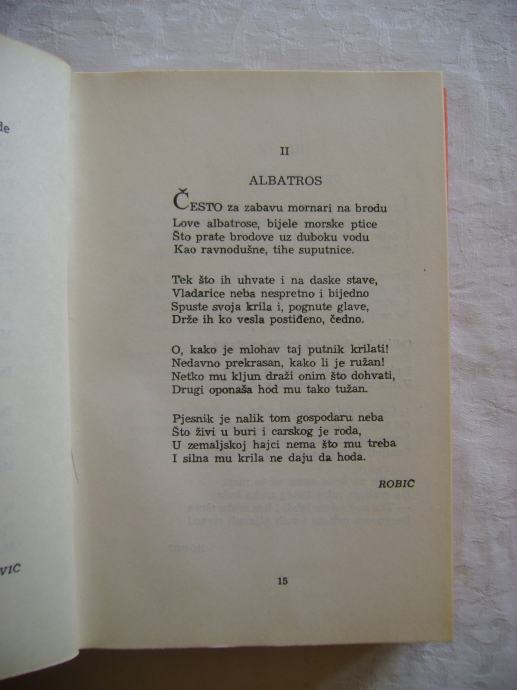 de
II
ALBATROS
ČESTO za zabavu mornari na brodu
Love albatrose, bijele morske ptice
Što prate brodove uz duboku vodu
Kao ravnodušne, tihe suputnice.
Tek što ih uhvate i na daske stave,
Vladarice neba nespretno i bijedno
Spuste svoja krila i, pognute glave,
Drže ih ko vesla postiđeno, čedno.
O, kako je mlohav taj putnik krilati!
Nedavno prekrasan, kako li je ružan!
Netko mu kljun draži onim što dohvati,
Drugi oponaša hod mu tako tužan.
Pjesnik je nalik tom gospodaru neba
Što živi u buri i carskog je roda,
U zemaljskoj hajci nema što mu treba
I silna mu krila ne daju da hoda.
ROBIĆ
VIĆ
15